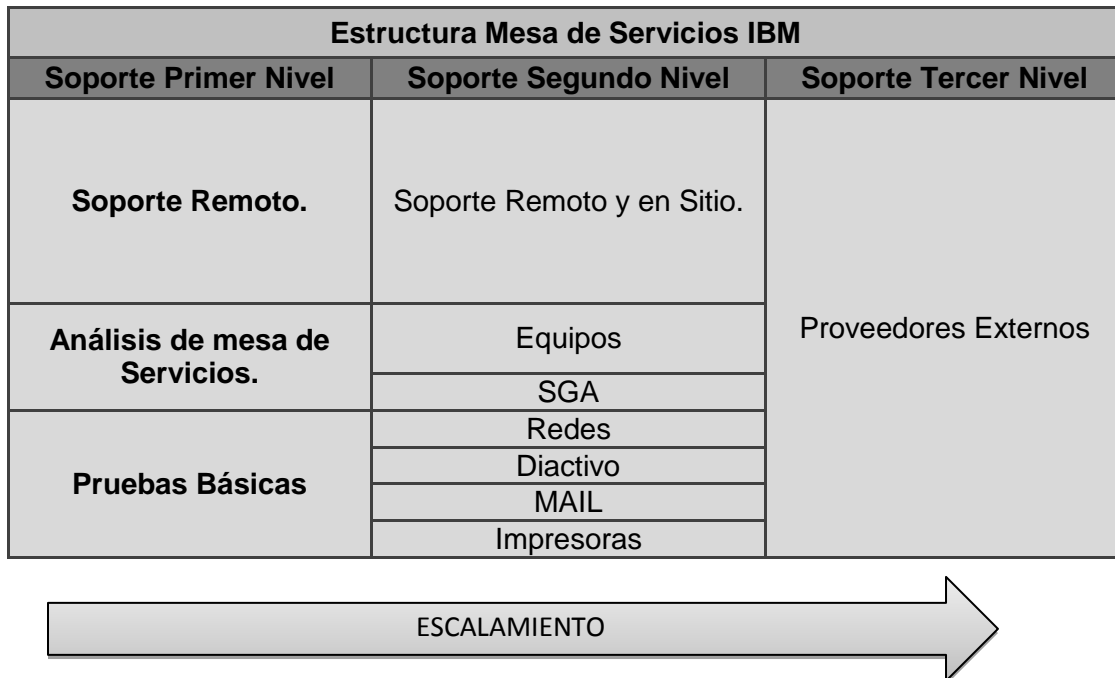 Estructura Mesa de Servicios IBM
Soporte Primer Nivel
Soporte Segundo Nivel
Soporte Tercer Nivel
Soporte Remoto.
Soporte Remoto y en Sitio.
Proveedores Externos
Análisis de mesa de
Servicios.
Equipos
SGA
Pruebas Básicas
Redes
Diactivo
MAIL
Impresoras
ESCALAMIENTO